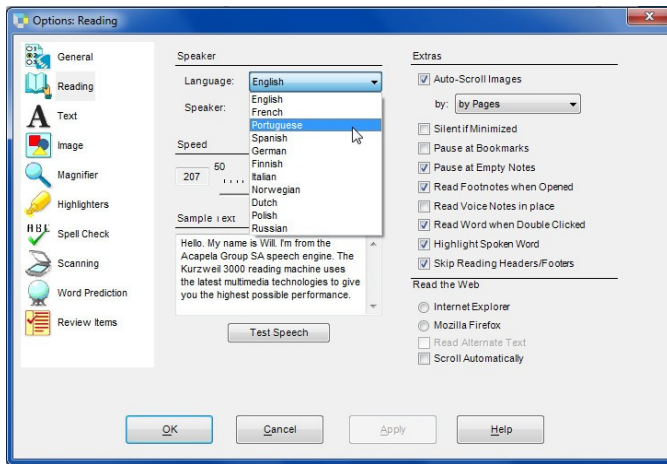 Options: Reading
General
Reading
Text
Image
Magnifier
Highlighters
ABC Spell Check
Scanning
Word Prediction
Review Items
Speaker
Language: English
English
French
Portuguese
Spanish
German
Finnish
Italian
Norwegian
Dutch
Polish
Russian
Speaker:
Speed
207 50
Sample Text
Hello. My name is Will. I'm from the
Acapela Group SA speech engine. The
Kurzweil 3000 reading machine uses
the latest multimedia technologies to give
you the highest possible performance.
Test Speech
Extras
Auto-Scroll Images
by: by Pages
Silent if Minimized
Pause at Bookmarks
Pause at Empty Notes
Read Footnotes when Opened
Read Voice Notes in place
Read Word when Double Clicked
Highlight Spoken Word
Skip Reading Headers/Footers
Read the Web
Internet Explorer
Mozilla Firefox
Read Alternate Text
Scroll Automatically
OK Cancel Apply Help